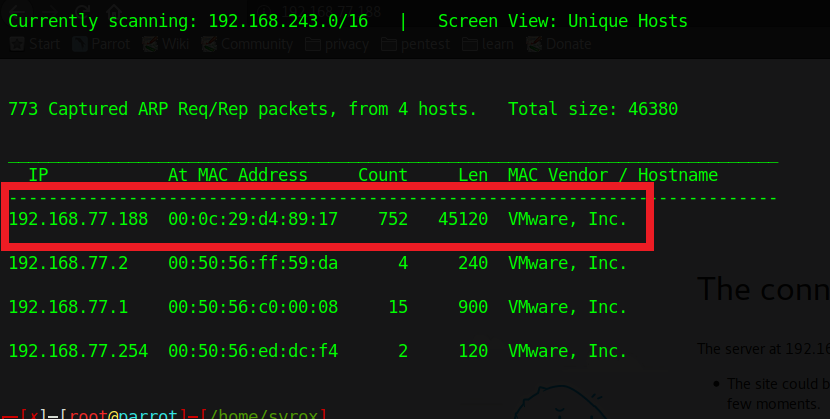 Currently scanning: 192.168.243.0/16   |   Screen View: Unique Hosts
Start Parrot Wiki Community privacy pentest learn Donate
773 Captured ARP Req/Rep packets, from 4 hosts.   Total size: 46380
IP            At MAC Address     Count     Len  MAC Vendor / Hostname
192.168.77.188  00:0c:29:d4:89:17    752   45120  VMware, Inc.
192.168.77.2    00:50:56:ff:59:da      4     240  VMware, Inc.
192.168.77.1    00:50:56:c0:00:08     15     900  VMware, Inc.
The conn
192.168.77.254  00:50:56:ed:dc:f4      2     120  VMware, Inc.
The server at 192.16
The site could b
few moments.
[x]-[root@parrot]-[/home/syrox]